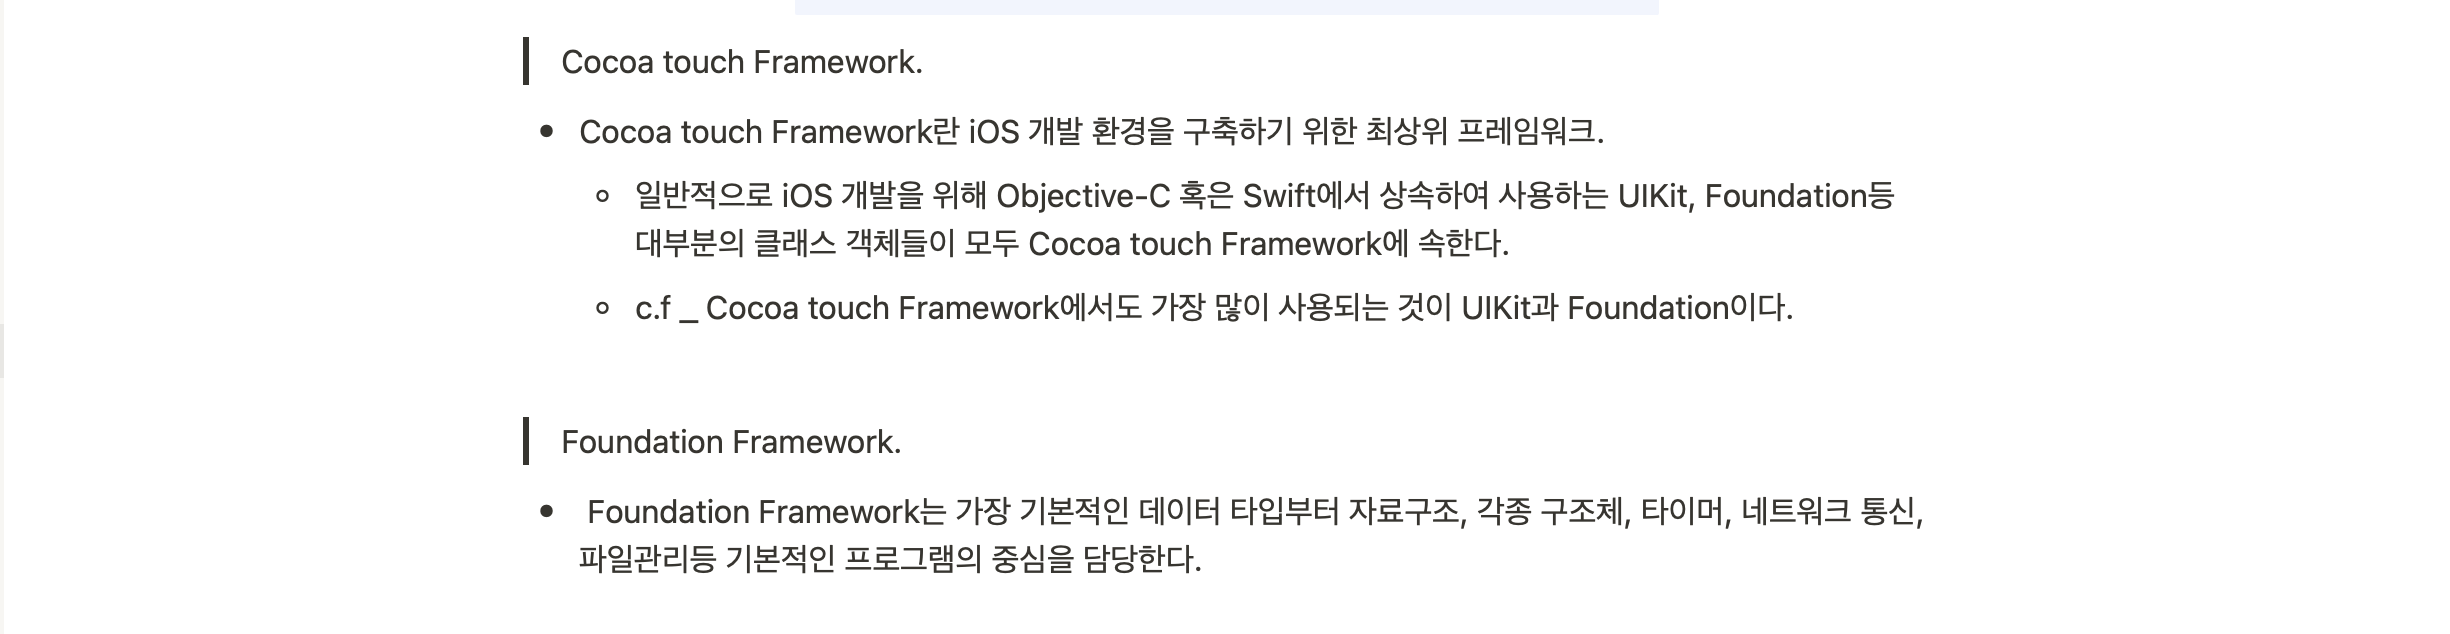 Cocoa touch Framework.
Cocoa touch Framework란 iOS 개발 환경을 구축하기 위한 최상위 프레임워크.
일반적으로 iOS 개발을 위해 Objective-C 혹은 Swift에서 상속하여 사용하는 UIKit, Foundation등
대부분의 클래스 객체들이 모두 Cocoa touch Framework에 속한다.
c.f _ Cocoa touch Framework에서도 가장 많이 사용되는 것이 UIKit과 Foundation이다.
Foundation Framework.
Foundation Framework는 가장 기본적인 데이터 타입부터 자료구조, 각종 구조체, 타이머, 네트워크 통신,
파일관리등 기본적인 프로그램의 중심을 담당한다.